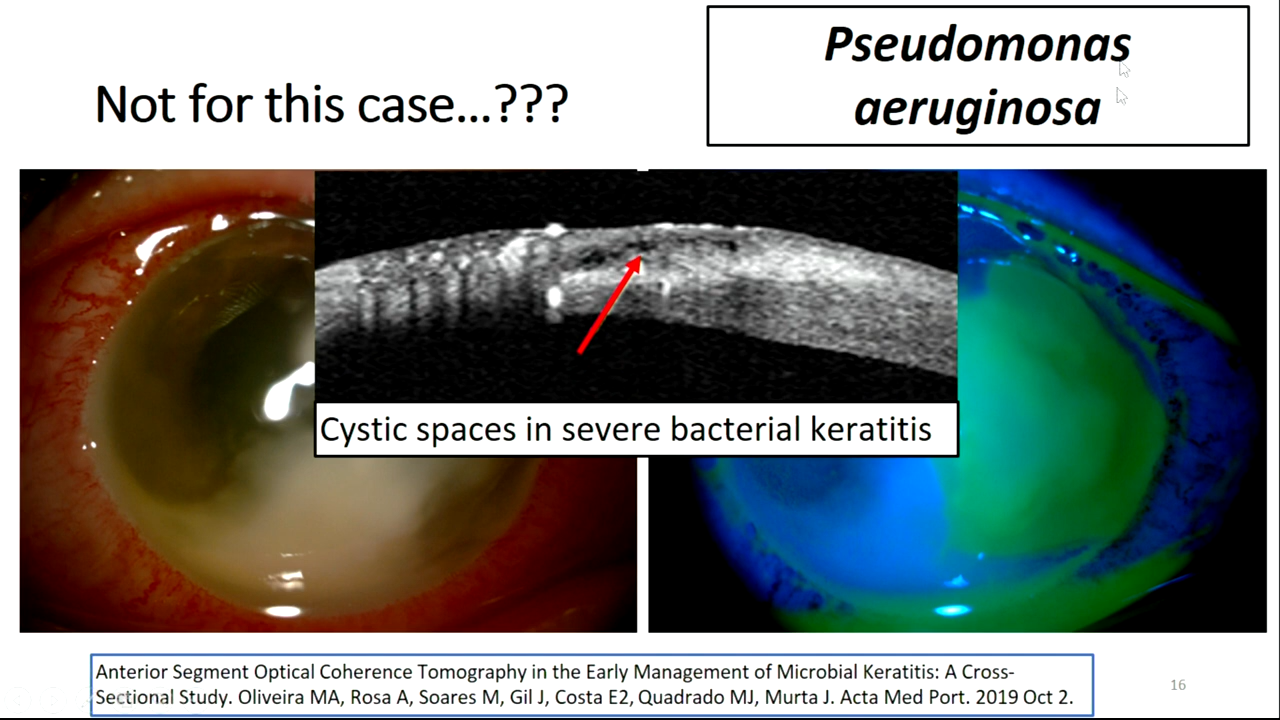 Pseudomonas
aeruginosa
Not for this case...???
Cystic spaces in severe bacterial keratitis
Anterior Segment Optical Coherence Tomography in the Early Management of Microbial Keratitis: A Cross-
Sectional Study. Oliveira MA, Rosa A, Soares M, Gil J, Costa E2, Quadrado MJ, Murta J. Acta Med Port. 2019 Oct 2.
16